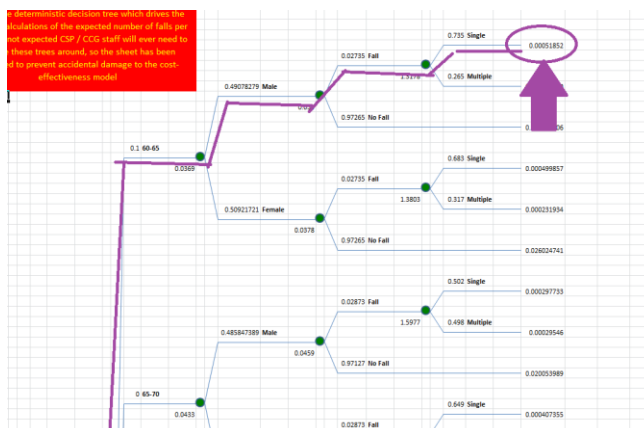 e deterministic decision tree which drives the
alculations of the expected number of falls per
not expected CSP / CCG staff will ever need to
these trees around, so the sheet has been
ed to prevent accidental damage to the cost-
effectiveness model
0.735 Single
0.00051852
0.02735 Fall
0.265 Multiple
0.49078279 Male
0.97265 No Fall
0.1 60-65
0.0369
0.683 Single
0.000499857
0.02735 Fall
1.3803
0.317 Multiple
0.000231934
0.50921721 Female
0.0378
0.97265 No Fall
0.026024741
0.502 Single
0.000297733
0.02873 Fall
1.5977
0.498 Multiple
0.00029546
0.485847389 Male
0.0459
0.97127 No Fall
0.020053989
0 65-70
0.0433
0.649 Single
0.000407355
0.02873 Fall